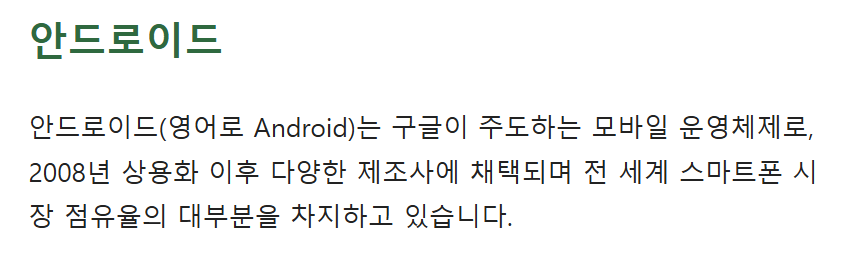 안드로이드
안드로이드(영어로 Android)는 구글이 주도하는 모바일 운영체제로,
2008년 상용화 이후 다양한 제조사에 채택되며 전 세계 스마트폰 시
장 점유율의 대부분을 차지하고 있습니다.